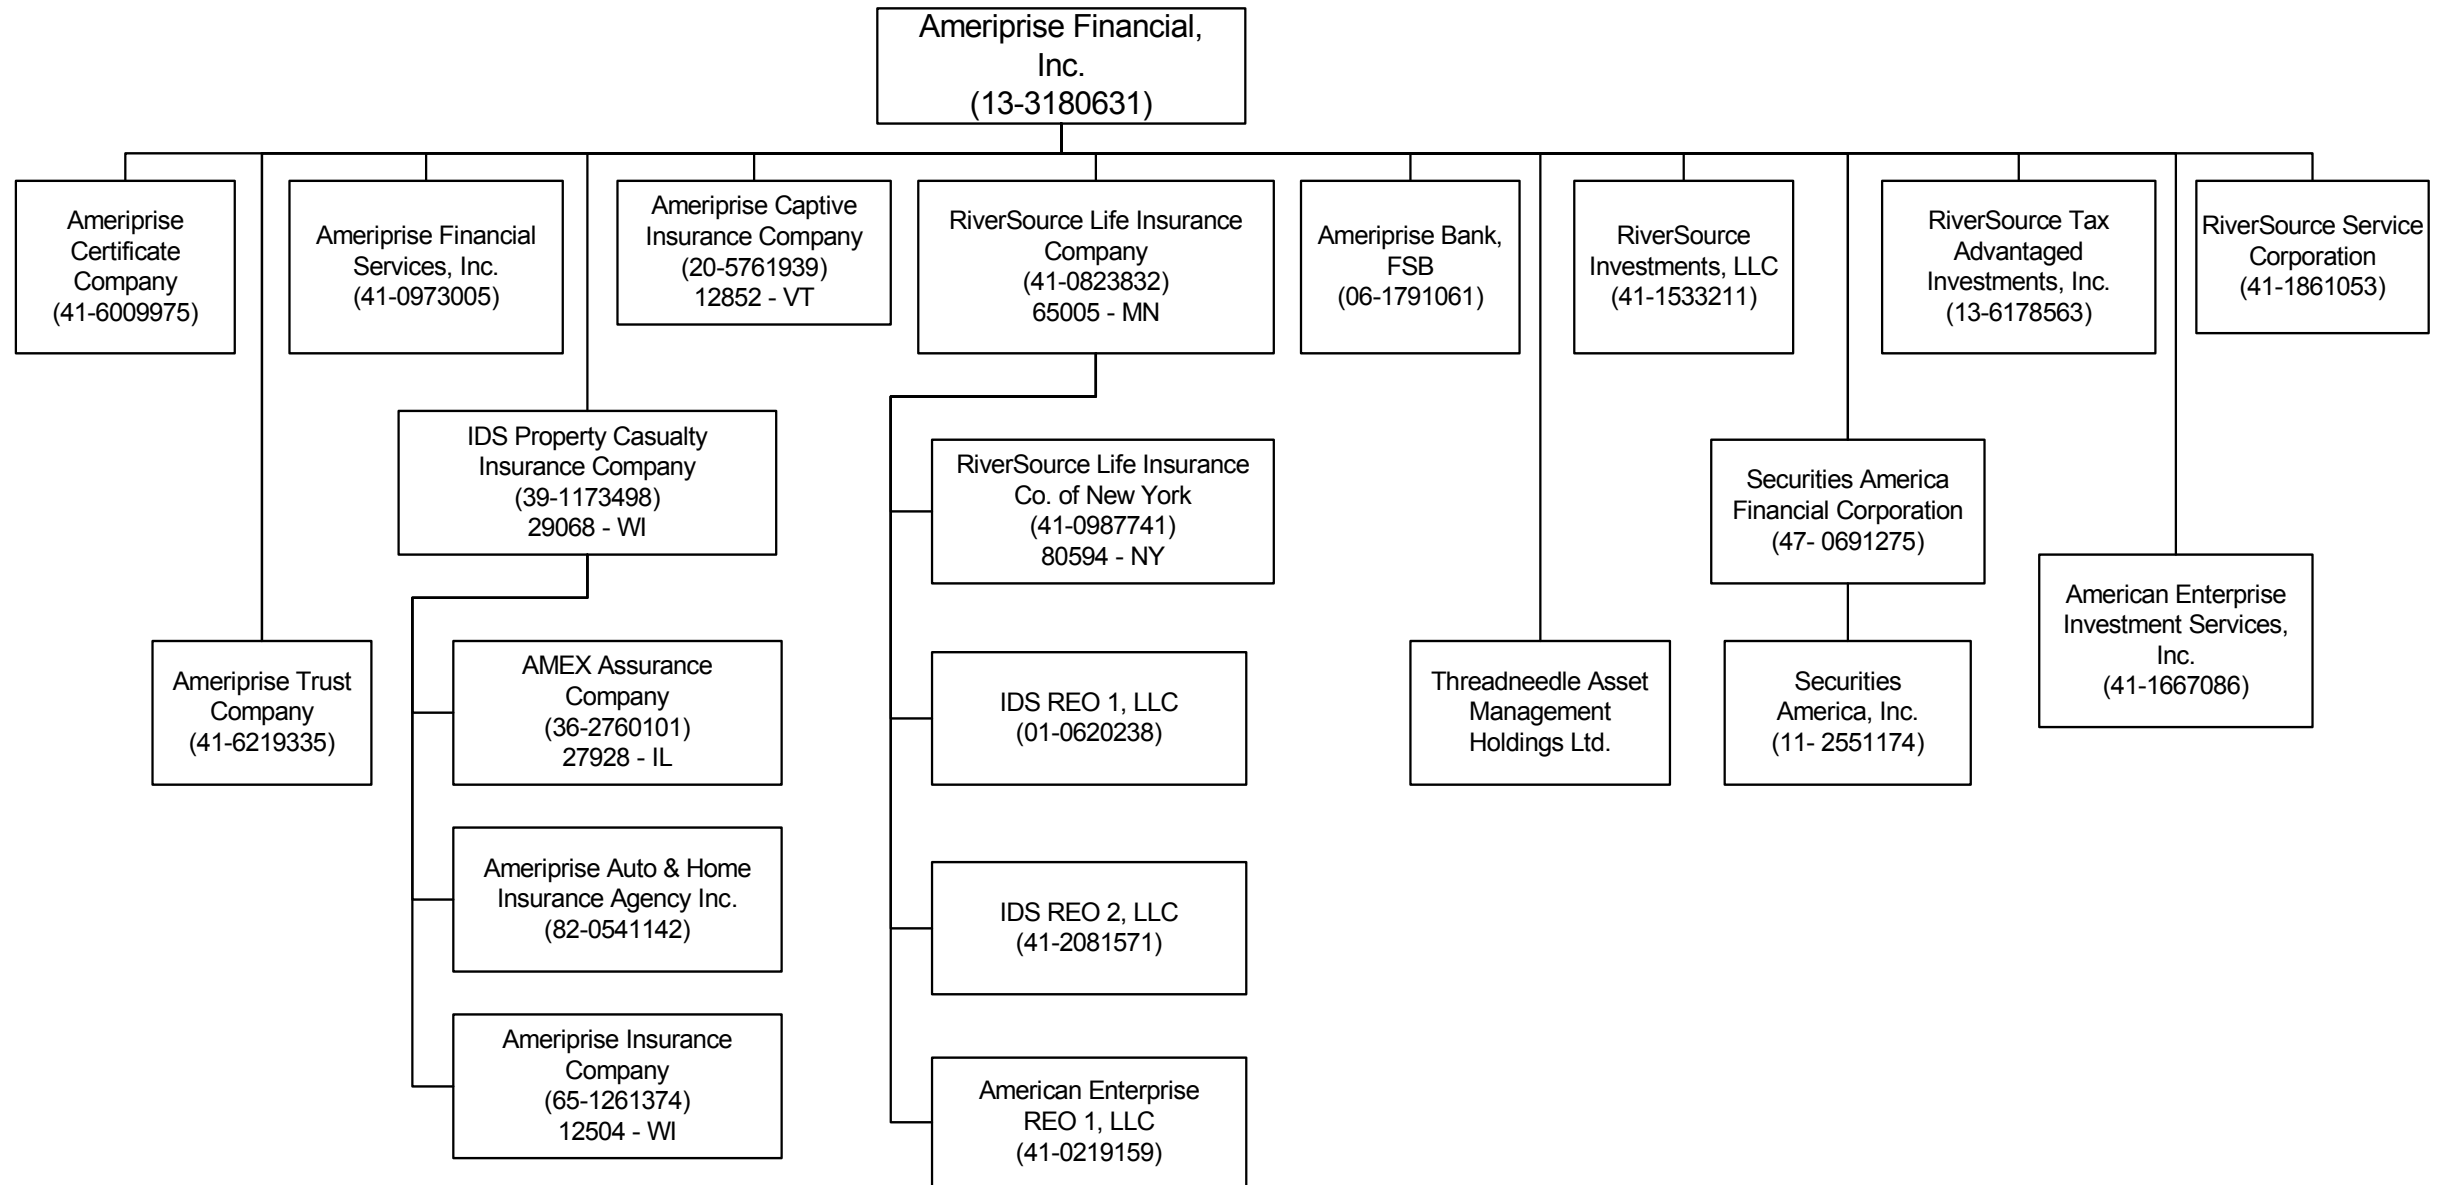 Ameriprise Financial,
Inc.
(13-3180631)
Ameriprise
Certificate
Company
(41-6009975)
Ameriprise Financial
Services, Inc.
(41-0973005)
Ameriprise Captive
Insurance Company
(20-5761939)
12852 - VT
RiverSource Life Insurance
Company
(41-0823832)
65005 - MN
Ameriprise Bank,
FSB
(06-1791061)
RiverSource
Investments, LLC
(41-1533211)
RiverSource Tax
Advantaged
Investments, Inc.
(13-6178563)
RiverSource Service
Corporation
(41-1861053)
IDS Property Casualty
Insurance Company
(39-1173498)
29068 - WI
RiverSource Life Insurance
Co. of New York
(41-0987741)
80594 - NY
Securities America
Financial Corporation
(47- 0691275)
American Enterprise
Investment Services,
Inc.
(41-1667086)
Ameriprise Trust
Company
(41-6219335)
AMEX Assurance
Company
(36-2760101)
27928 - IL
IDS REO 1, LLC
(01-0620238)
Threadneedle Asset
Management
Holdings Ltd.
Securities
America, Inc.
(11- 2551174)
Ameriprise Auto & Home
Insurance Agency Inc.
(82-0541142)
IDS REO 2, LLC
(41-2081571)
Ameriprise Insurance
Company
(65-1261374)
12504 - WI
American Enterprise
REO 1, LLC
(41-0219159)